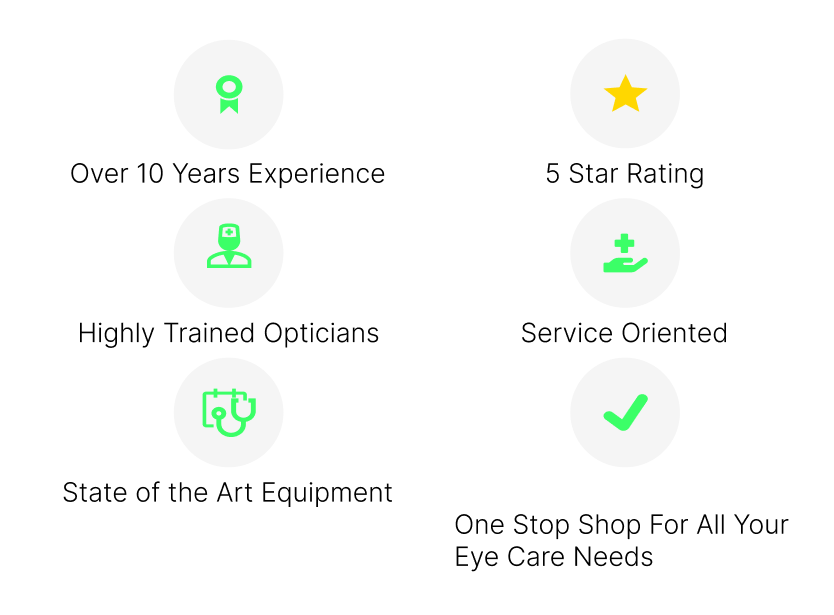 Over 10 Years Experience
5 Star Rating
Highly Trained Opticians
Service Oriented
State of the Art Equipment
One Stop Shop For All Your
Eye Care Needs